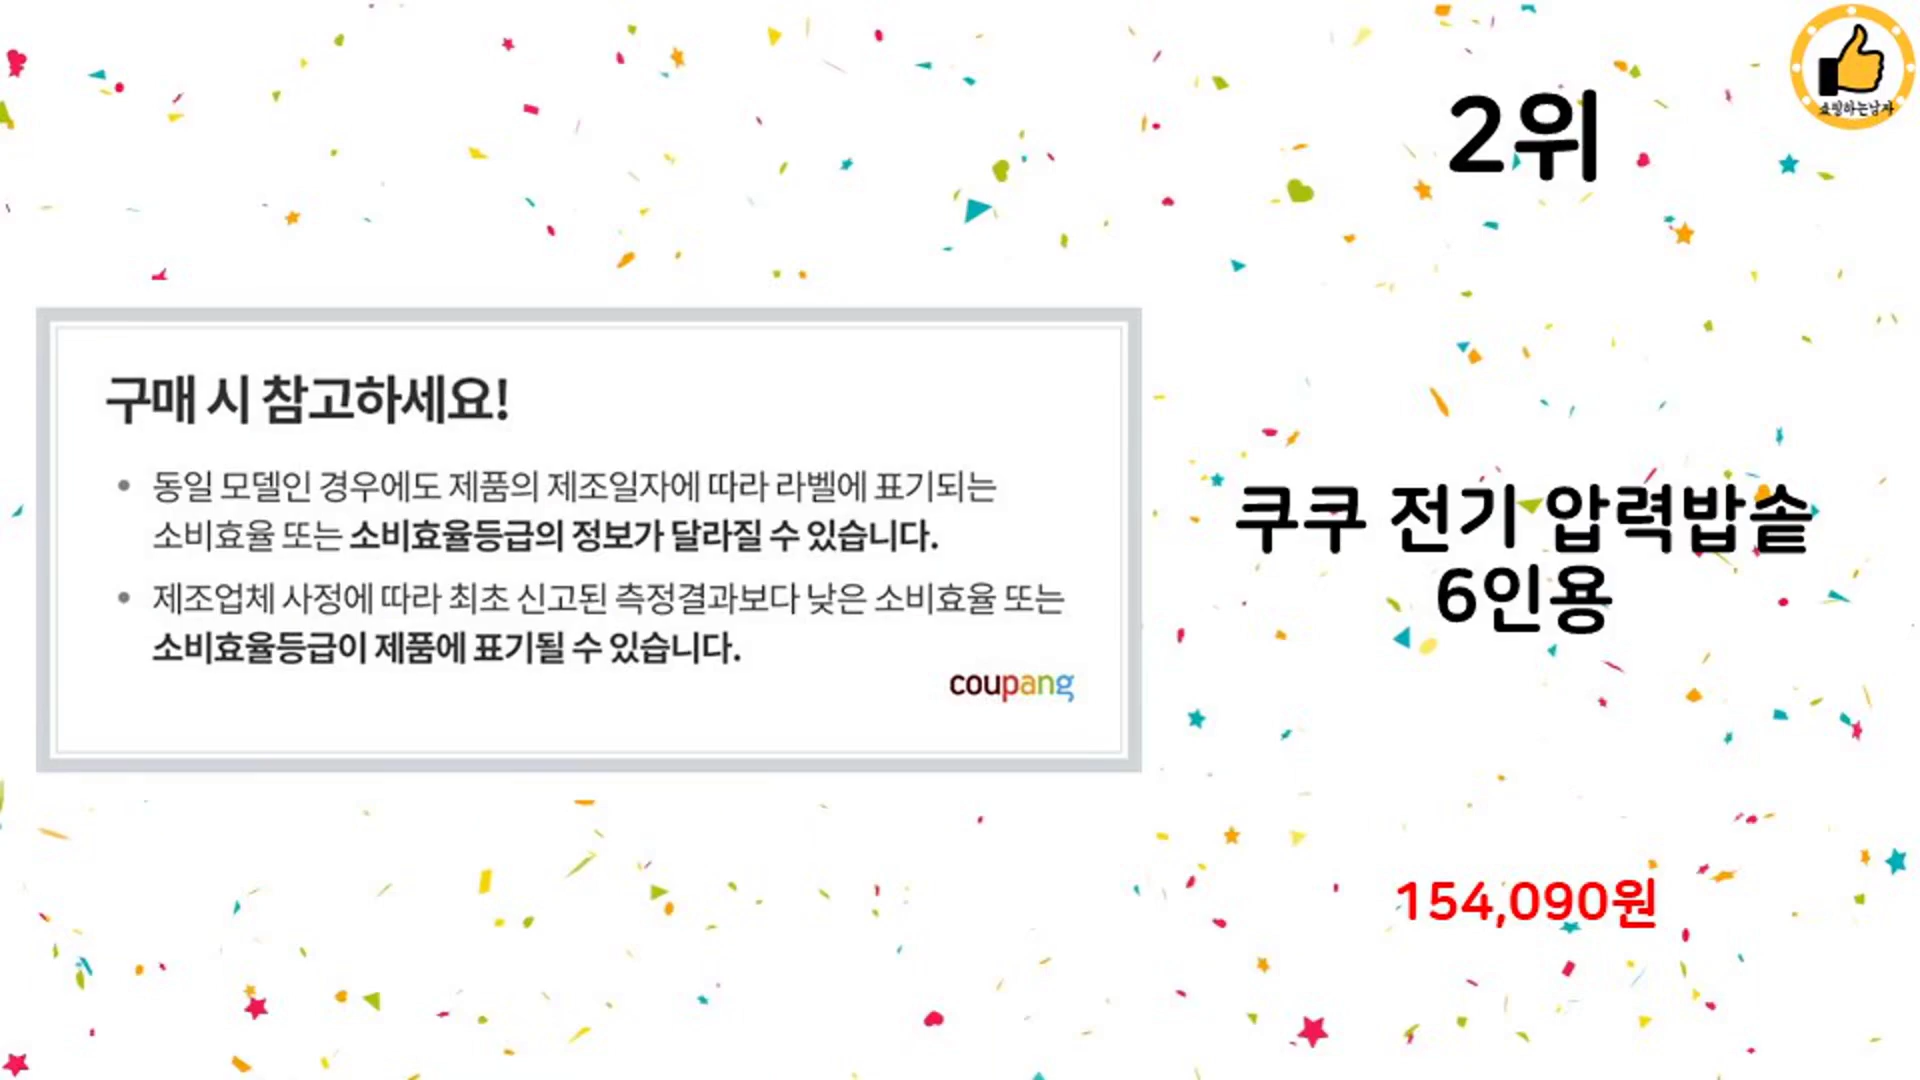 2위
쇼핑하는남자
구매 시 참고하세요!
• 동일 모델인 경우에도 제품의 제조일자에 따라 라벨에 표기되는
소비효율 또는 소비효율등급의 정보가 달라질 수 있습니다.
• 제조업체 사정에 따라 최초 신고된 측정결과보다 낮은 소비효율 또는
소비효율등급이 제품에 표기될 수 있습니다.
coupang
쿠쿠 전기 압력밥솥
6인용
154,090원